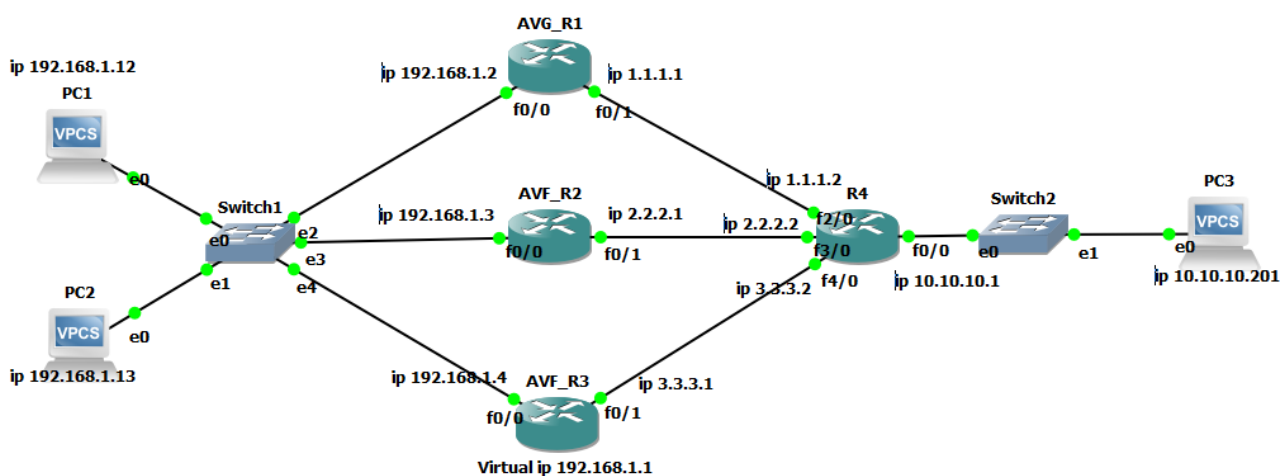 AVG_R1
ip 192.168.1.12
ip 192.168.1.2
ip 1.1.1.1
PC1
f0/0
f0/1
VPCS
e0
ip 1.1.1.2
Switch1
ip 192.168.1.3
AVF_R2
ip 2.2.2.1
ip 2.2.2.2
R4
f2/0
Switch2
PC3
VPCS
e0
e2
e3
f0/0
f0/1
f3/0
f0/0
e0
e1
e0
e1
e4
f4/0
ip 10.10.10.1
ip 10.10.10.201
PC2
ip 3.3.3.2
VPCS
e0
ip 192.168.1.13
ip 192.168.1.4
AVF_R3
ip 3.3.3.1
f0/0
f0/1
Virtual ip 192.168.1.1